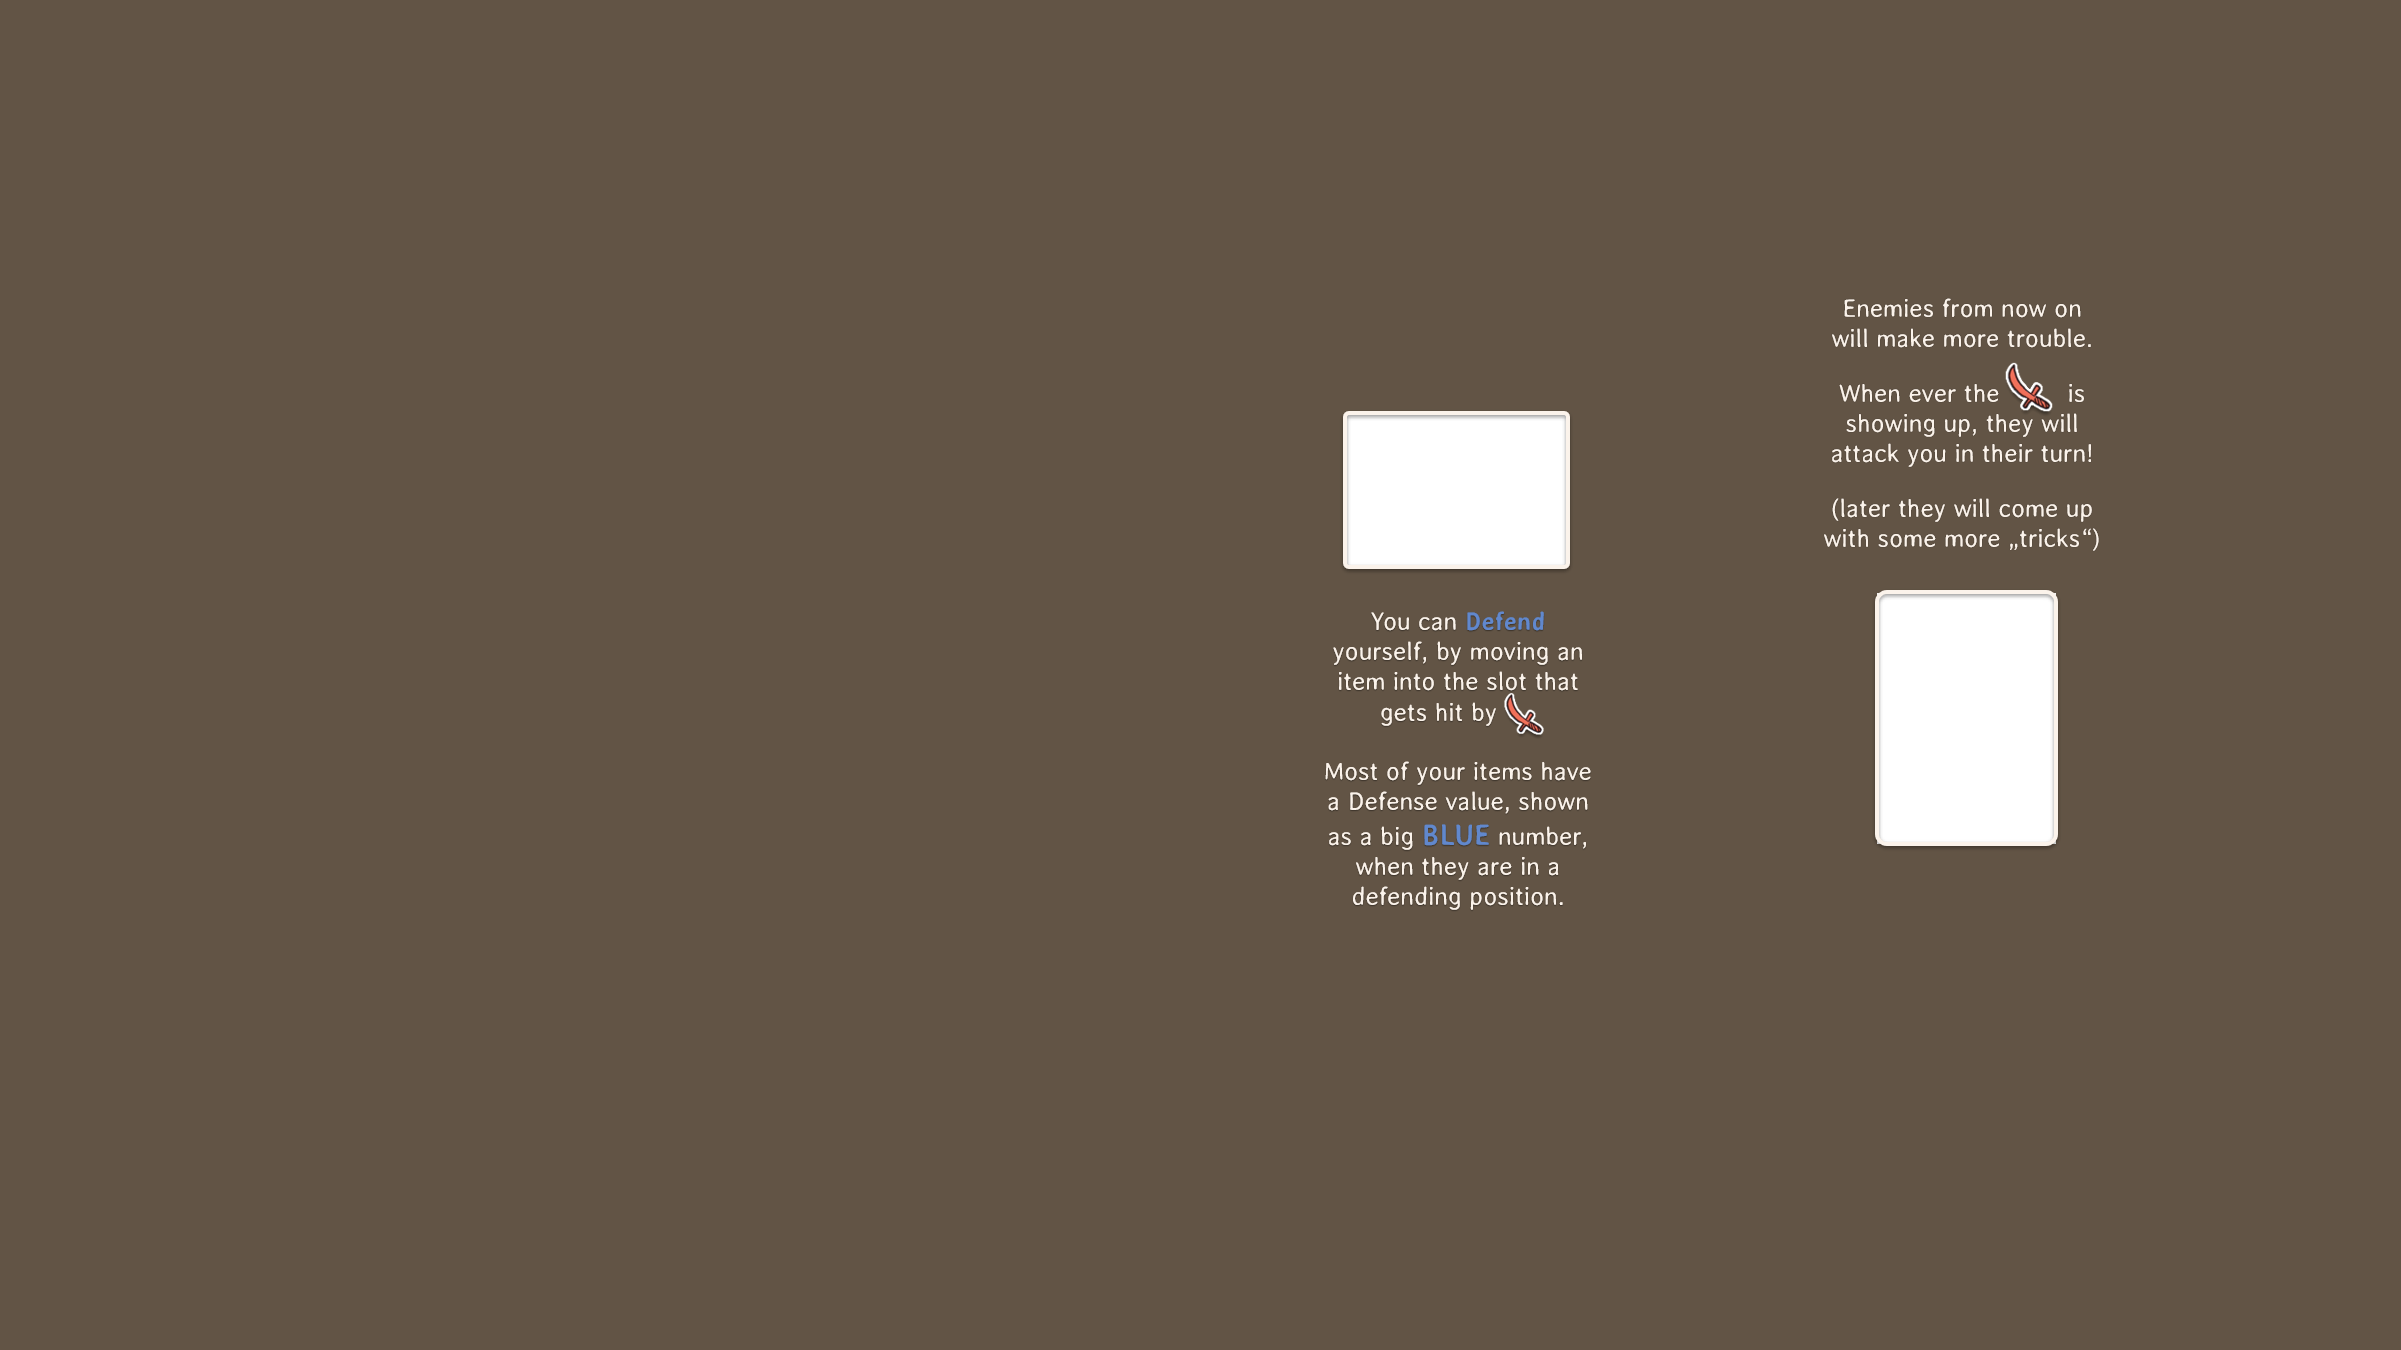 You can Defend
yourself, by moving an
item into the slot that
gets hit by
Most of your items have
a Defense value, shown
as a big BLUE number,
when they are in a
defending position.
Enemies from now on
will make more trouble.
When ever the is
showing up, they will
attack you in their turn!
(later they will come up
with some more „tricks“)